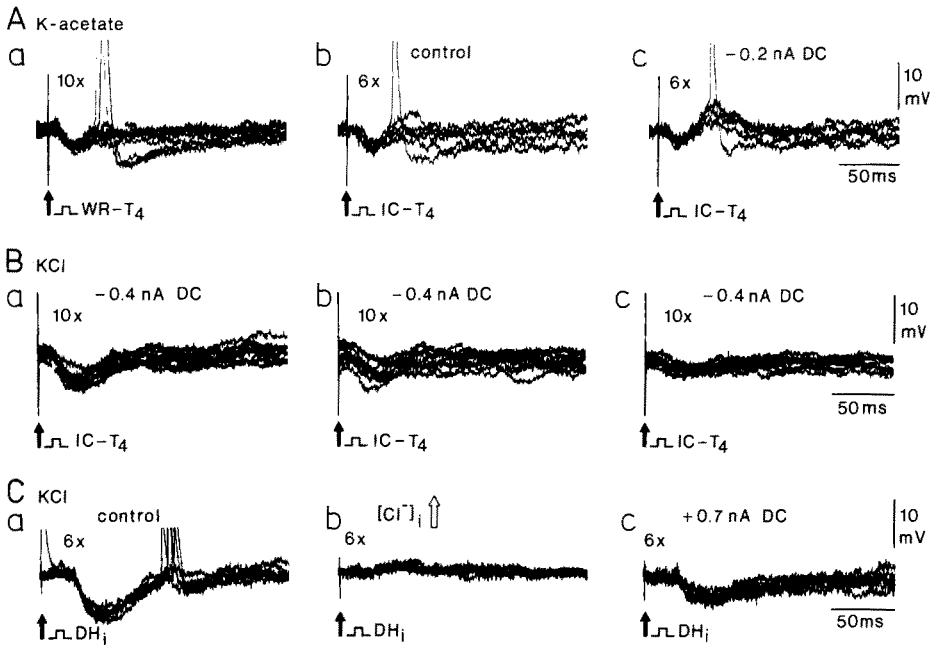 A K-acetate
a 10x
WR-T4
b control
6x
IC-T4
c -0.2 nA DC
6x
10
mV
50ms
IC-T4
B KCl
a -0.4 nA DC
10x
IC-T4
b -0.4 nA DC
10x
IC-T4
c -0.4 nA DC
10x
10
mV
50ms
IC-T4
C KCl
a control
6x
DHi
b [Cl-]i
6x
DHi
c +0.7 nA DC
6x
10
mV
50ms
DHi